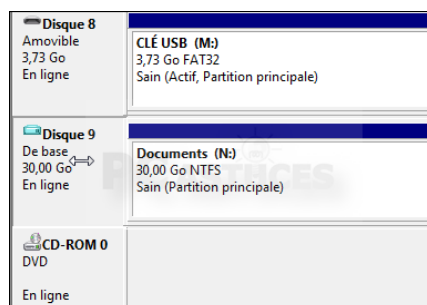 Disque 8
Amovible
3,73 Go
En ligne
CLÉ USB (M:)
3,73 Go FAT32
Sain (Actif, Partition principale)
Disque 9
De base
30,00 Go
En ligne
Documents (N:)
30,00 Go NTFS
Sain (Partition principale)
CD-ROM 0
DVD
En ligne